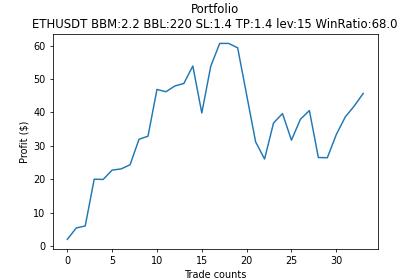 Portfolio
ETHUSDT BBM:2.2 BBL:220 SL:1.4 TP:1.4 lev:15 WinRatio:68.0
Profit ($)
60
50
40
30
20
10
0
0 5 10 15 20 25 30
Trade counts